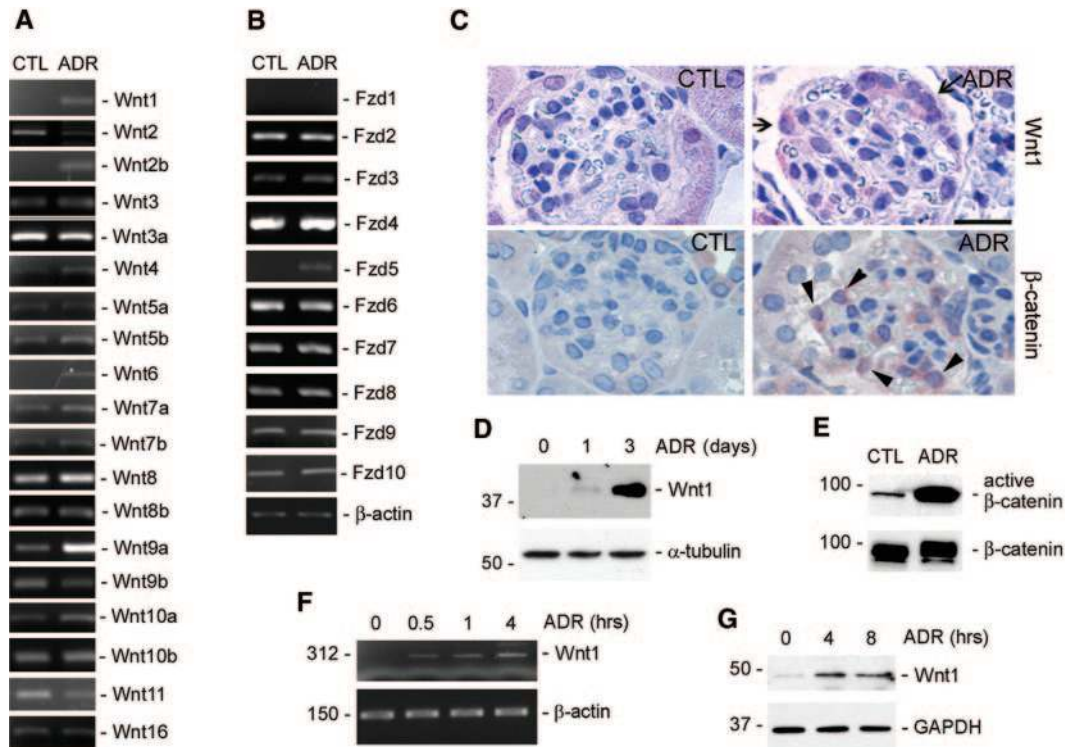 A
CTL ADR
- Wnt1
- Wnt2
- Wnt2b
- Wnt3
- Wnt3a
- Wnt4
- Wnt5a
- Wnt5b
- Wnt6
- Wnt7a
- Wnt7b
- Wnt8
- Wnt8b
- Wnt9a
- Wnt9b
- Wnt10a
- Wnt10b
- Wnt11
- Wnt16
B
CTL ADR
- Fzd1
- Fzd2
- Fzd3
- Fzd4
- Fzd5
- Fzd6
- Fzd7
- Fzd8
- Fzd9
- Fzd10
- β-actin
C
CTL ADR Wnt1
CTL ADR β-catenin
D
0 1 3 ADR (days)
37 - - Wnt1
50 - - α-tubulin
E
CTL ADR
100 - active
- β-catenin
100 - - β-catenin
F
0 0.5 1 4 ADR (hrs)
312 - - Wnt1
150 - - β-actin
G
0 4 8 ADR (hrs)
50 - - Wnt1
37 - - GAPDH